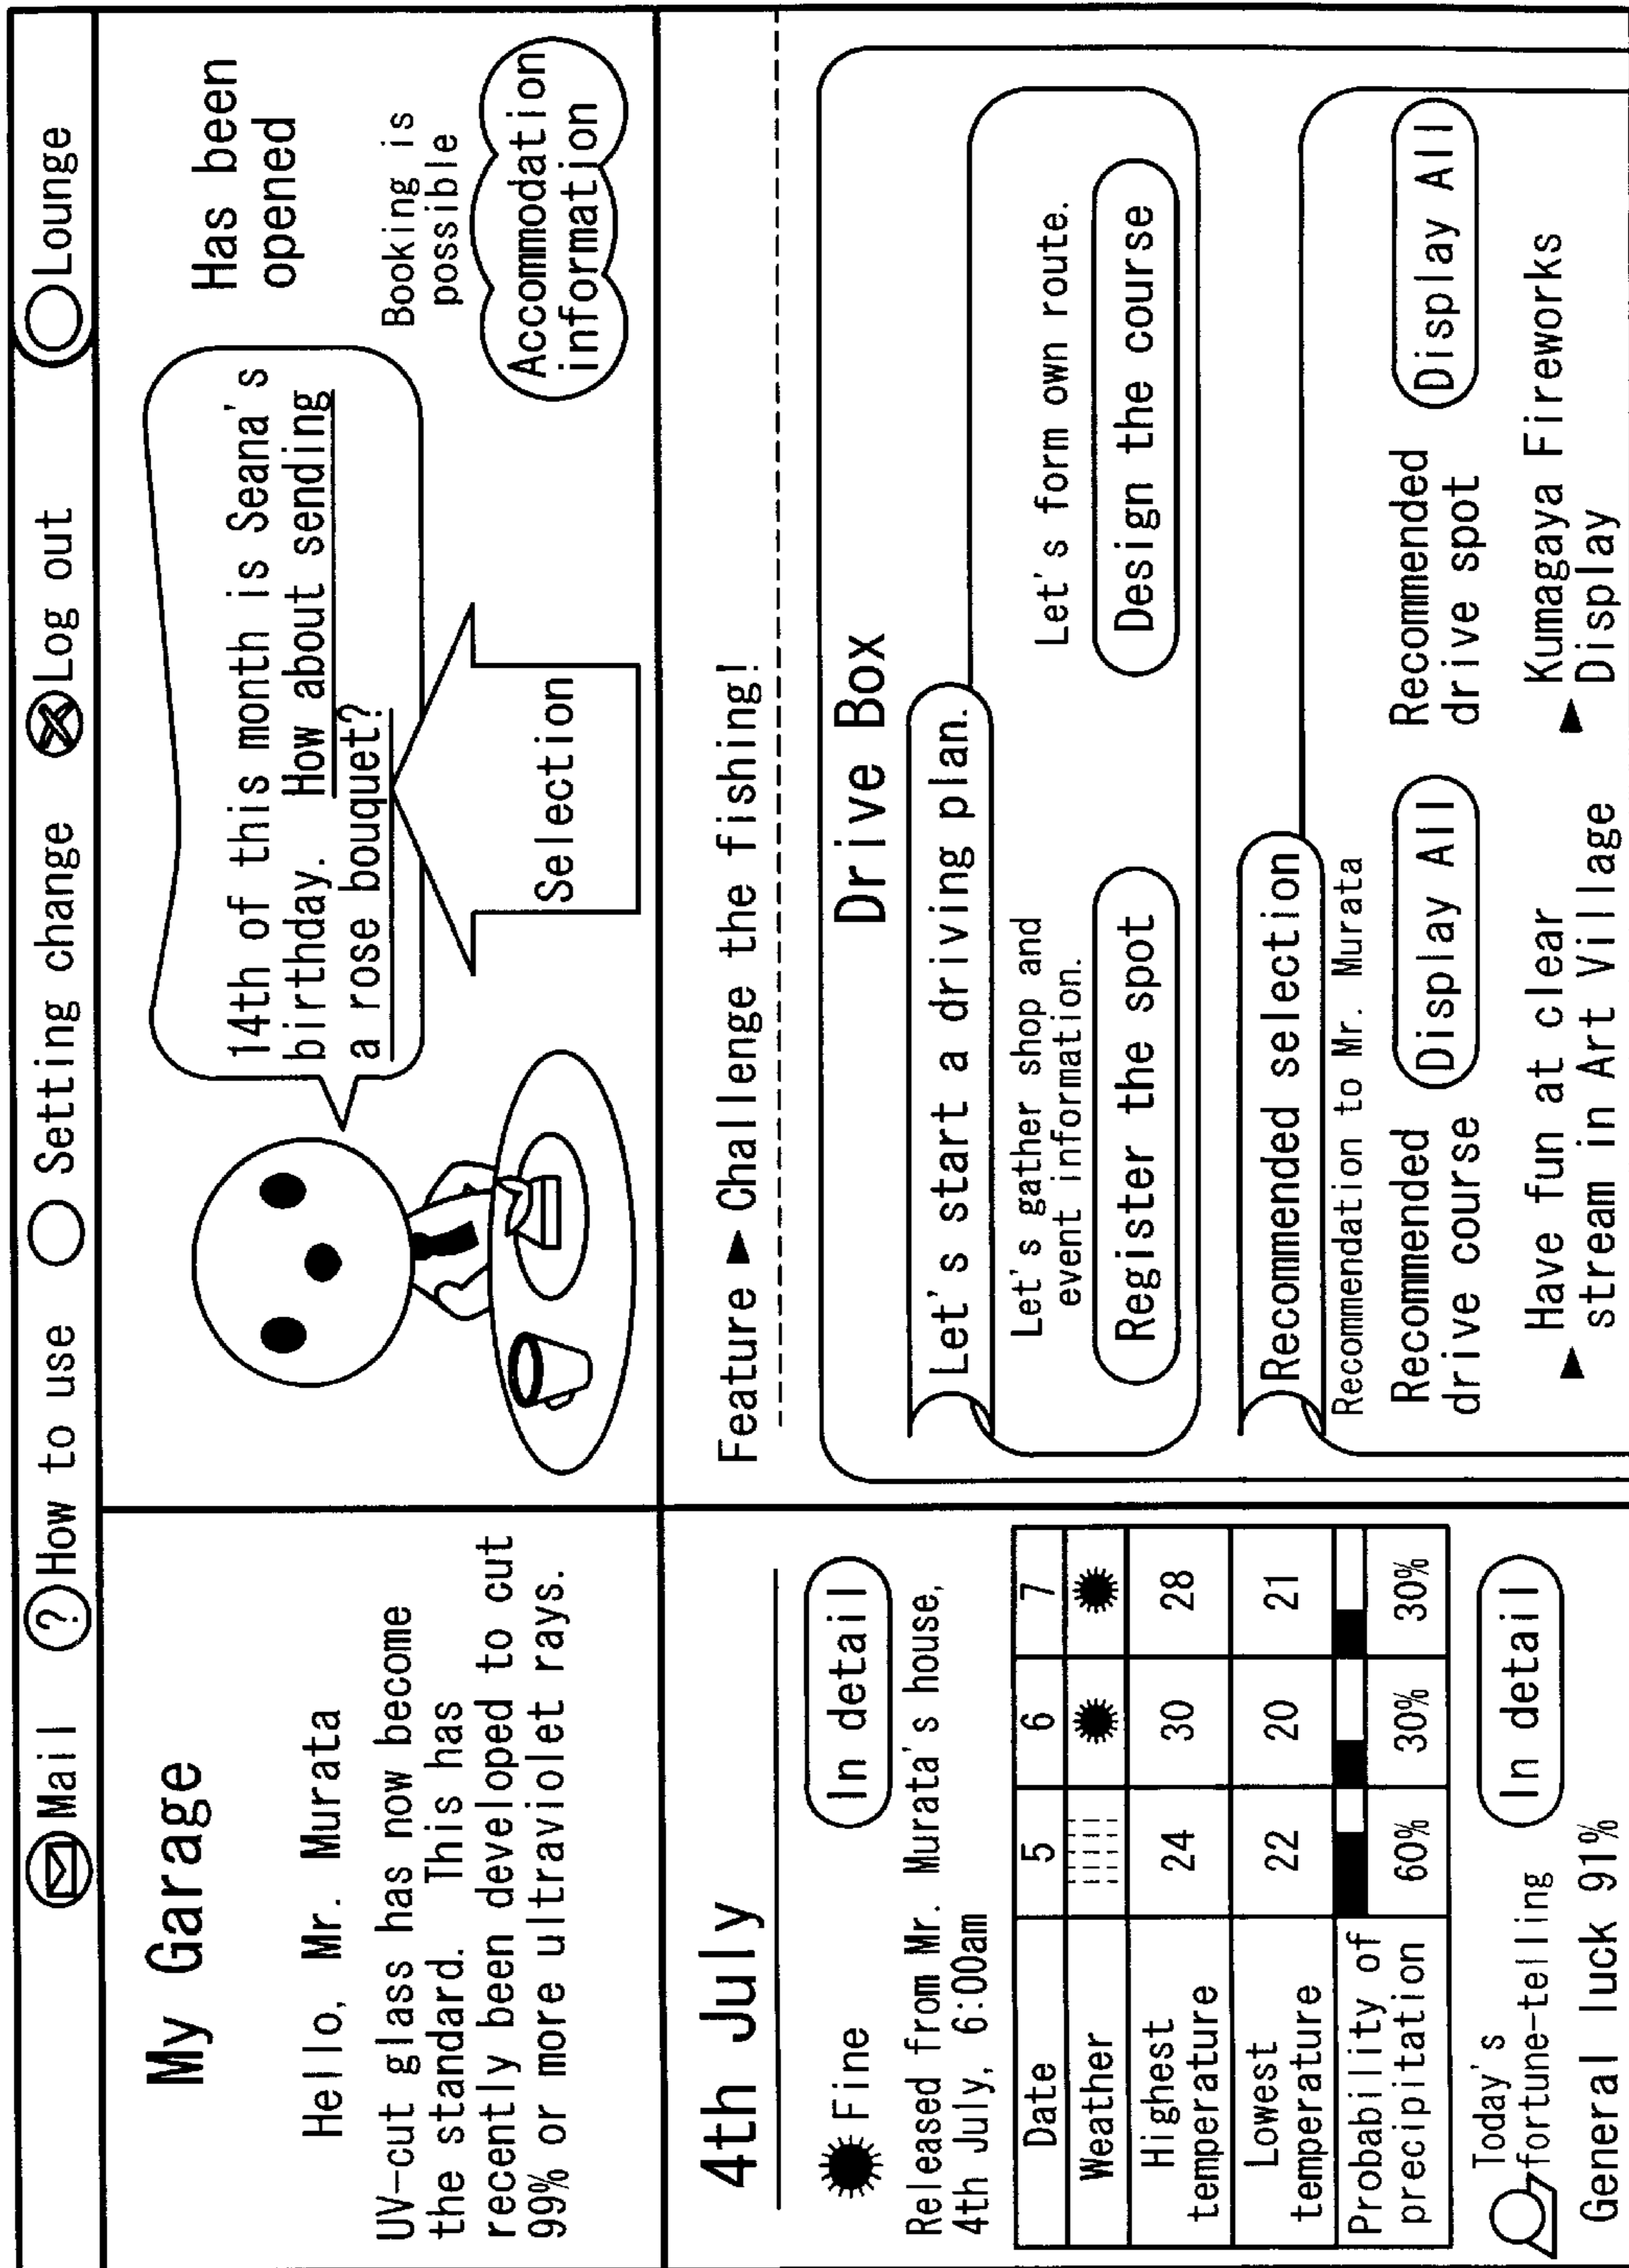 Mail ? How to use Setting change Log out Lounge
My Garage
Hello, Mr. Murata
UV-cut glass has now become
the standard. This has
recently been developed to cut
99% or more ultraviolet rays.
14th of this month is Seana's
birthday. How about sending
a rose bouquet?
Selection
Has been
opened
Booking is
possible
Accommodation
information
4th July
Fine
In detail
Released from Mr. Murata's house,
4th July, 6:00am
Date 5 6 7
Weather
Highest
temperature 24 30 28
Lowest
temperature 22 20 21
Probability of
precipitation 60% 30% 30%
Today's
fortune-telling
In detail
General luck 91%
Feature ► Challenge the fishing!
Drive Box
Let's start a driving plan.
Let's gather shop and
event information.
Register the spot
Let's form own route.
Design the course
Recommended selection
Recommendation to Mr. Murata
Recommended
drive course
Display All
Recommended
drive spot
Display All
► Have fun at clear
stream in Art Village
► Kumagaya Fireworks
Display